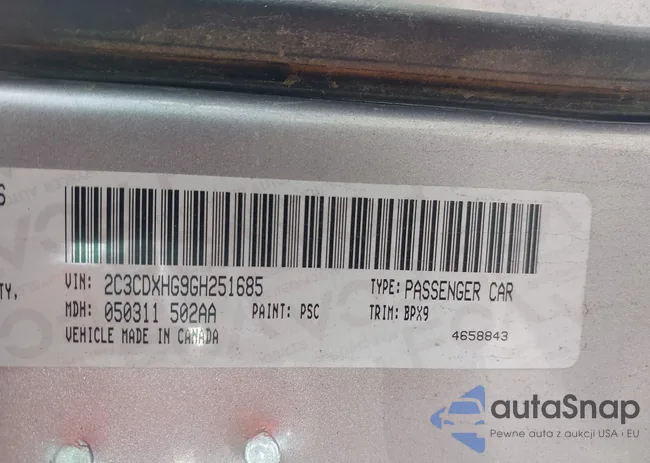 S
VIN: 2C3CDXHG9GH251685
TYPE: PASSENGER CAR
TY,
MDH: 050311 502AA
PAINT: PSC
TRIM: BPX9
VEHICLE MADE IN CANADA
4658843
autaSnap
Pewne auta z aukcji USA i EU